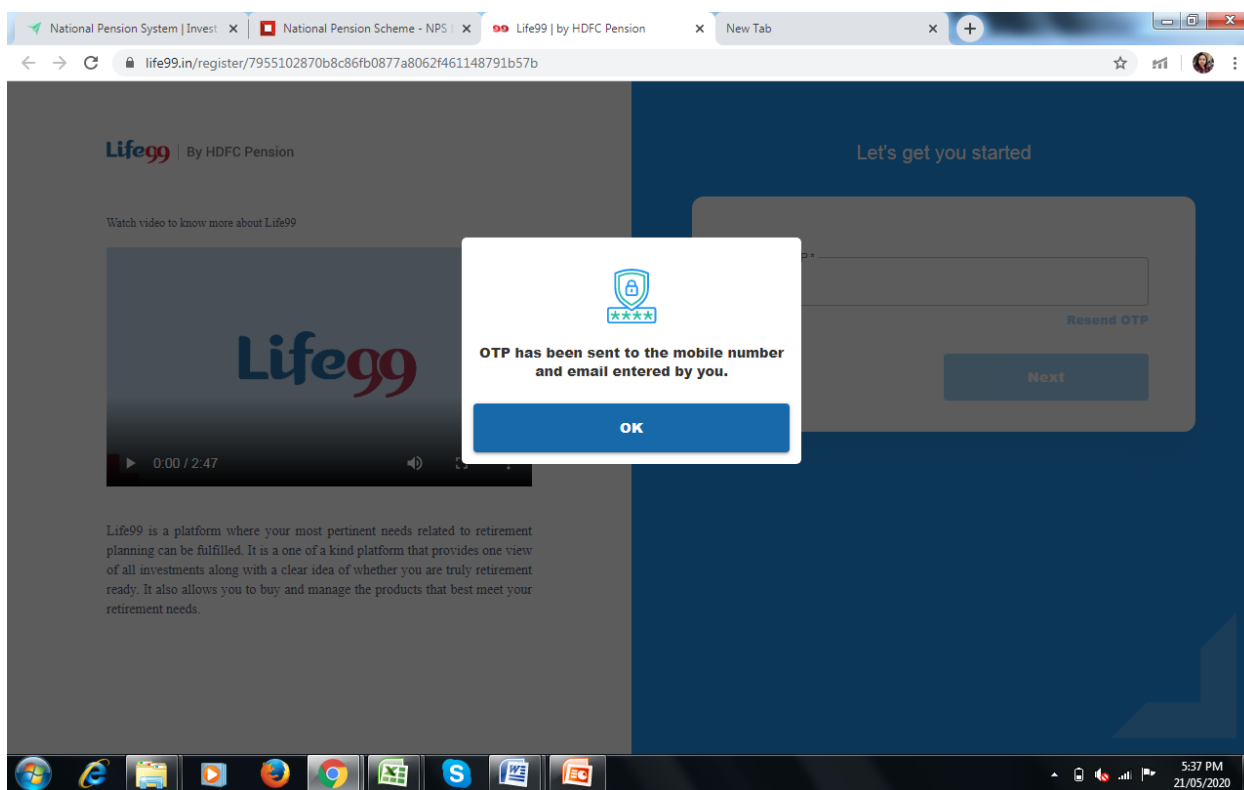 National Pension System | Invest
National Pension Scheme - NPS |
99 Life99 | by HDFC Pension
New Tab
life99.in/register/7955102870b8c86fb0877a8062f461148791b57b
Life99 | By HDFC Pension
Let's get you started
Watch video to know more about Life99
P *
Life99
Resend OTP
OTP has been sent to the mobile number
and email entered by you.
Next
OK
0:00 / 2:47
Life99 is a platform where your most pertinent needs related to retirement
planning can be fulfilled. It is a one of a kind platform that provides one view
of all investments along with a clear idea of whether you are truly retirement
ready. It also allows you to buy and manage the products that best meet your
retirement needs.
5:37 PM
21/05/2020